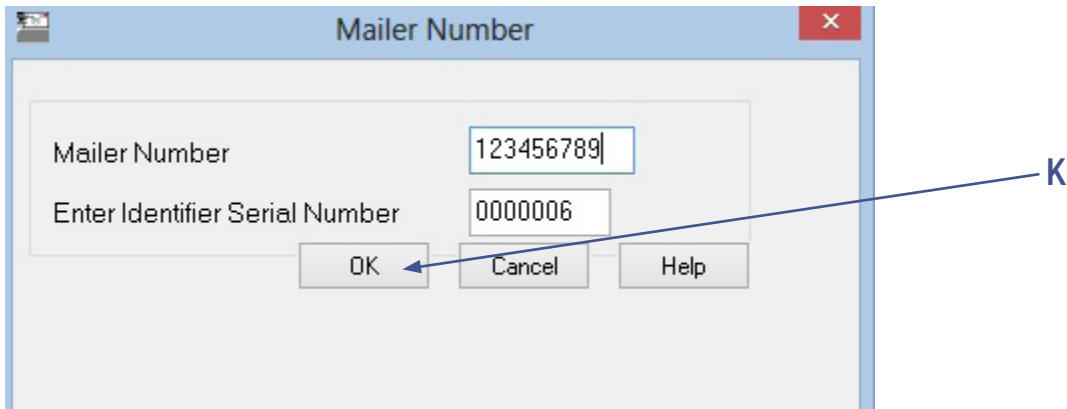 Mailer Number
Mailer Number 123456789
K
Enter Identifier Serial Number 0000006
OK Cancel Help